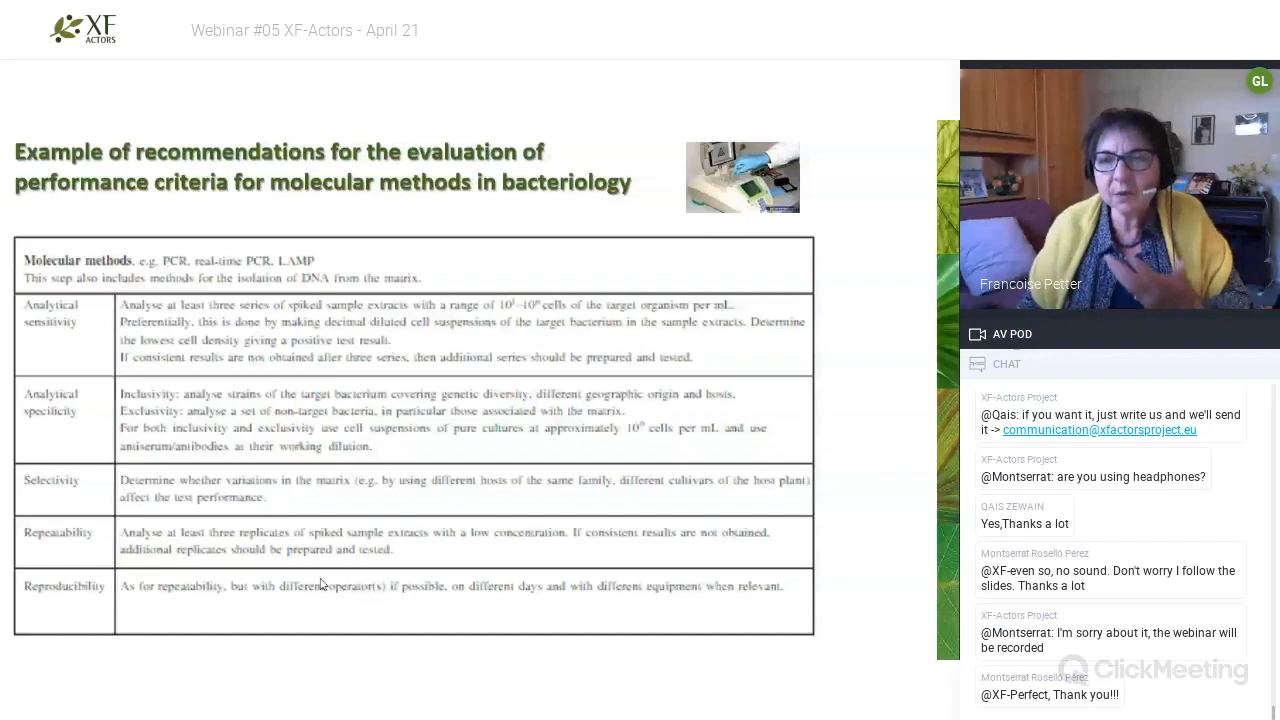 XF
ACTORS
Webinar #05 XF-Actors - April 21
Example of recommendations for the evaluation of
performance criteria for molecular methods in bacteriology
Molecular methods, e.g. PCR, real-time PCR, LAMP
This step also includes methods for the isolation of DNA from the matrix.
Analytical
sensitivity
Analyse at least three series of spiked sample extracts with a range of cells of the target organism per mL.
Preferentially, this is done by making decimal diluted cell suspensions of the target bacterium in the sample extracts. Determine
the lowest cell density giving a positive test result.
If consistent results are not obtained after three series, then additional series should be prepared and tested.
Analytical
specificity
Inclusivity: analyse strains of the target bacterium covering genetic diversity, different geographic origin and hosts.
Exclusivity: analyse a set of non-target bacteria, in particular those associated with the matrix.
For both inclusivity and exclusivity use cell suspensions of pure cultures at approximately cells per mL and use
antiserum/antibodies as their working dilution.
Selectivity
Determine whether variations in the matrix (e.g. by using different hosts of the same family, different cultivars of the host plant)
affect the test performance.
Repeatability
Analyse at least three replicates of spiked sample extracts with a low concentration. If consistent results are not obtained,
additional replicates should be prepared and tested.
Reproducibility
As for repeatability, but with different operator(s) if possible, on different days and with different equipment when relevant.
GL
Francoise Petter
AV POD
CHAT
XF-Actors Project
@Qais: if you want it, just write us and we'll send
it -> communication@xfactorsproject.eu
XF-Actors Project
@Montserrat: are you using headphones?
QAIS ZEWAIN
Yes,Thanks a lot
Montserrat Roselló Pérez
@XF-even so, no sound. Don't worry I follow the
slides. Thanks a lot
XF-Actors Project
@Montserrat: I'm sorry about it, the webinar will
be recorded
ClickMeeting
Montserrat Roselló Pérez
@XF-Perfect, Thank you!!!